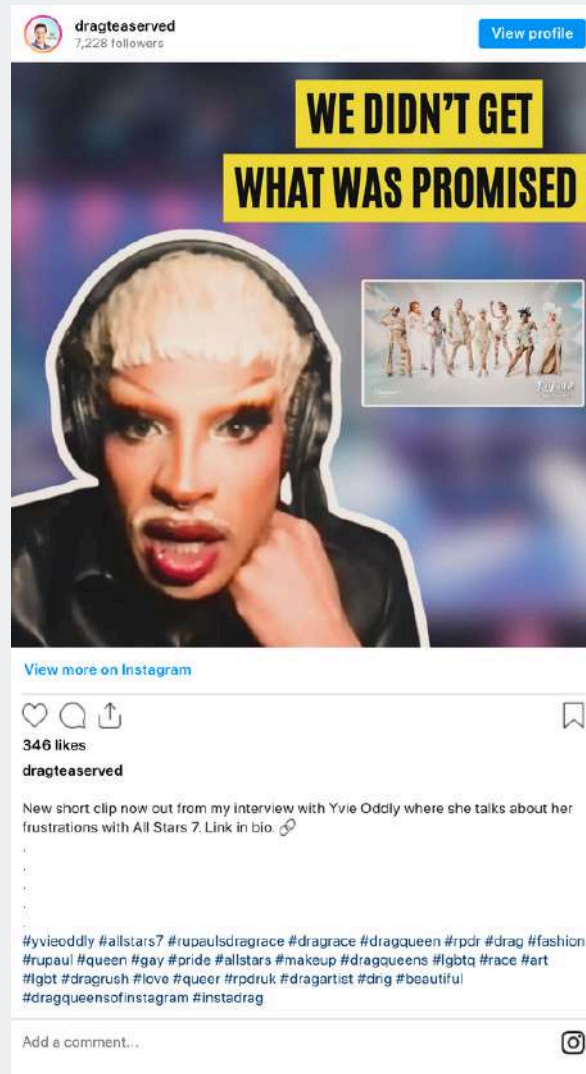 dragteaserved
7,228 followers
View profile
WE DIDN'T GET
WHAT WAS PROMISED
View more on Instagram
346 likes
dragteaserved
New short clip now out from my interview with Yvie Oddly where she talks about her
frustrations with All Stars 7. Link in bio. 🔗
.
.
.
.
.
#yvieoddly #allstars7 #rupaulsdragrace #dragrace #dragqueen #rpdr #drag #fashion
#rupaul #queen #gay #pride #allstars #makeup #dragqueens #lgbtq #race #art
#lgbt #dragrush #love #queer #rpdruk #dragartist #drig #beautiful
#dragqueensofinstagram #instadrag
Add a comment...